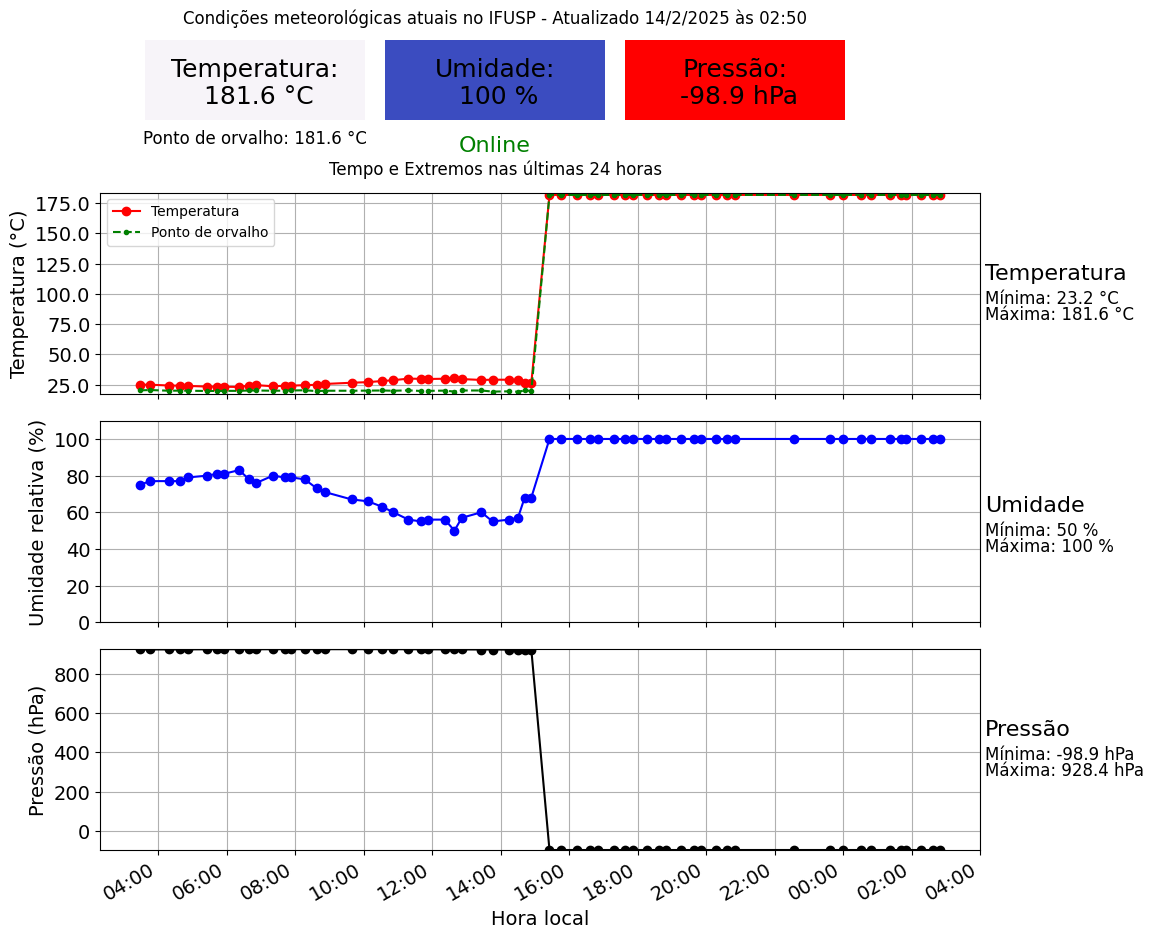 Condições meteorológicas atuais no IFUSP - Atualizado 14/2/2025 às 02:50
Temperatura:
181.6 °C
Umidade:
100 %
Pressão:
-98.9 hPa
Ponto de orvalho: 181.6 °C
Online
Tempo e Extremos nas últimas 24 horas
Temperatura (°C)
175.0
150.0
125.0
100.0
75.0
50.0
25.0
Temperatura
Ponto de orvalho
Temperatura
Mínima: 23.2 °C
Máxima: 181.6 °C
Umidade relativa (%)
100
80
60
40
20
0
Umidade
Mínima: 50 %
Máxima: 100 %
Pressão (hPa)
800
600
400
200
0
Pressão
Mínima: -98.9 hPa
Máxima: 928.4 hPa
04:00 06:00 08:00 10:00 12:00 14:00 16:00 18:00 20:00 22:00 00:00 02:00 04:00
Hora local